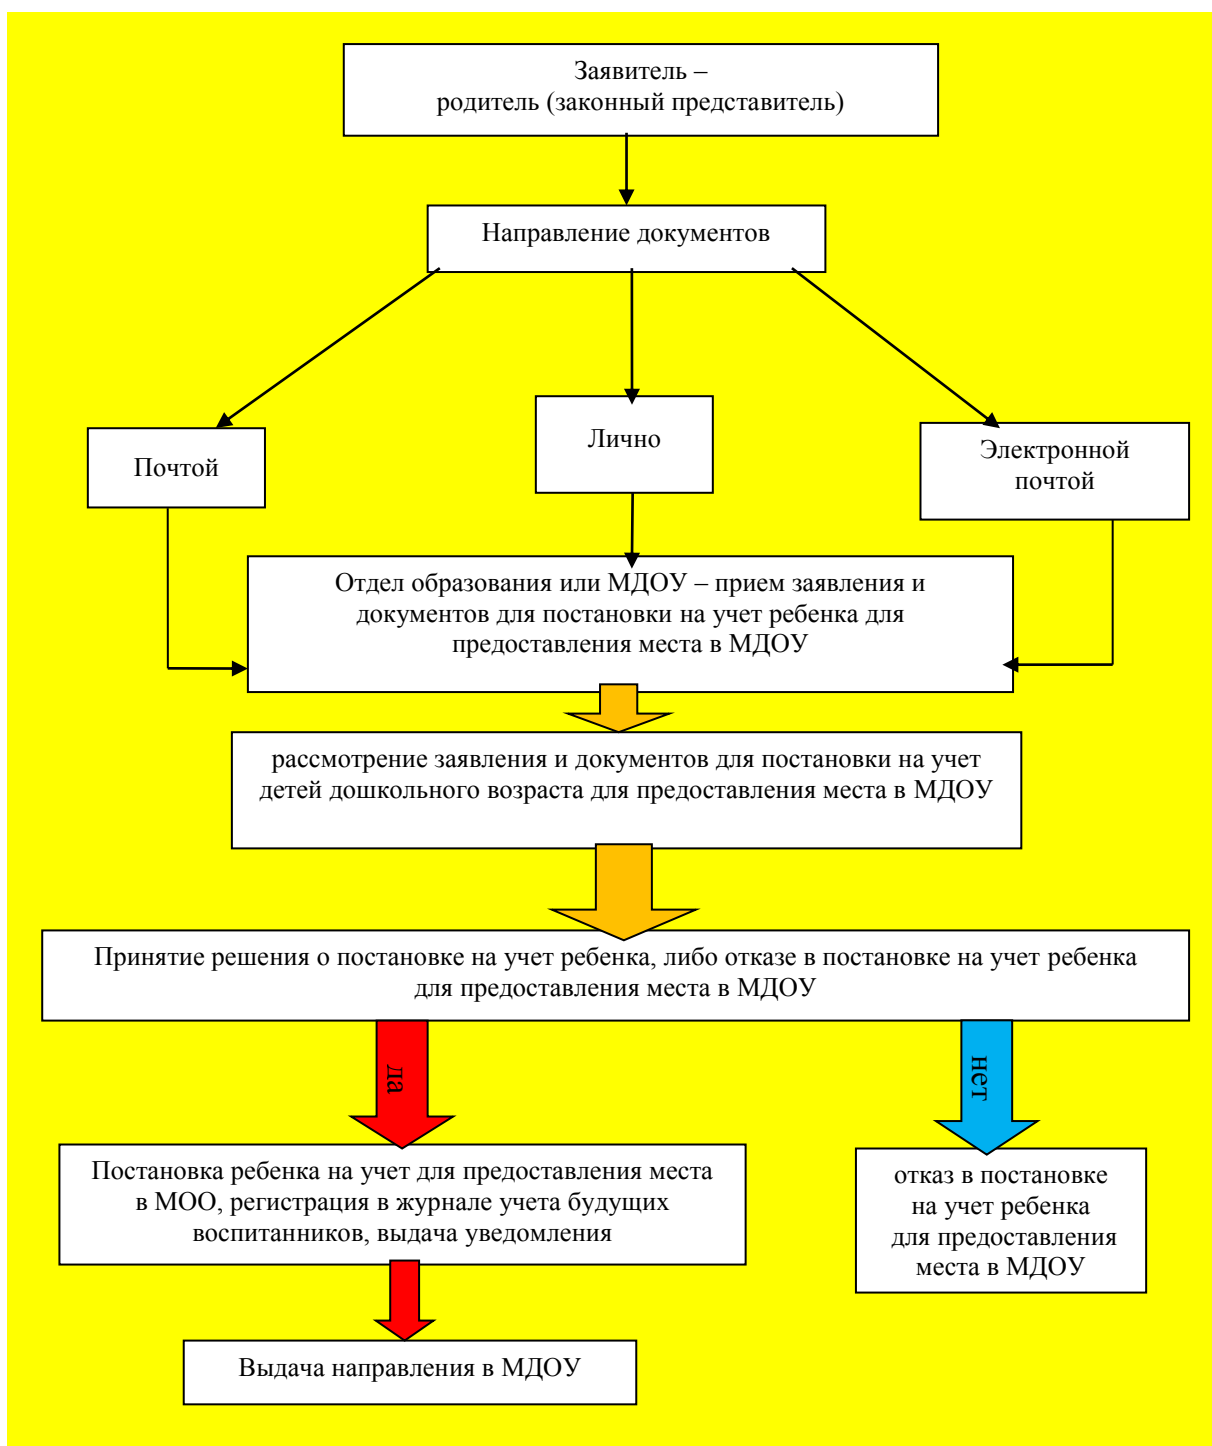 Заявитель –
родитель (законный представитель)
Направление документов
Почтой
Лично
Электронной
почтой
Отдел образования или МДОУ – прием заявления и
документов для постановки на учет ребенка для
предоставления места в МДОУ
рассмотрение заявления и документов для постановки на учет
детей дошкольного возраста для предоставления места в МДОУ
Принятие решения о постановке на учет ребенка, либо отказе в постановке на учет ребенка
для предоставления места в МДОУ
да
нет
Постановка ребенка на учет для предоставления места
в МОО, регистрация в журнале учета будущих
воспитанников, выдача уведомления
отказ в постановке
на учет ребенка
для предоставления
места в МДОУ
Выдача направления в МДОУ